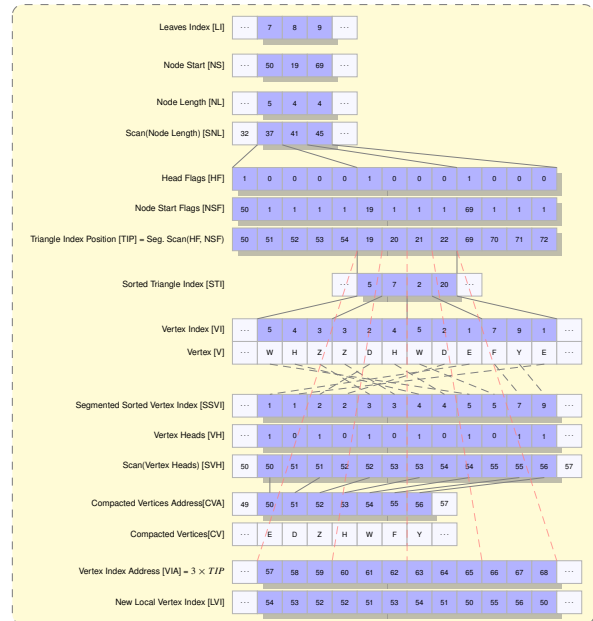 Leaves Index [LI] ··· 7 8 9 ···
Node Start [NS] ··· 50 19 69 ···
Node Length [NL] ··· 5 4 4 ···
Scan(Node Length) [SNL] 32 37 41 45 ···
Head Flags [HF] 1 0 0 0 0 1 0 0 0 1 0 0 0
Node Start Flags [NSF] 50 1 1 1 1 19 1 1 1 69 1 1 1
Triangle Index Position [TIP] = Seg. Scan(HF, NSF) 50 51 52 53 54 19 20 21 22 69 70 71 72
Sorted Triangle Index [STI] ··· 5 7 2 20 ···
Vertex Index [VI] ··· 5 4 3 3 2 4 5 2 1 7 9 1 ···
Vertex [V] ··· W H Z Z D H W D E F Y E ···
Segmented Sorted Vertex Index [SSVI] ··· 1 1 2 2 3 3 4 4 5 5 7 9 ···
Vertex Heads [VH] ··· 1 0 1 0 1 0 1 0 1 0 1 1 ···
Scan(Vertex Heads) [SVH] 50 50 51 51 52 52 53 53 54 54 55 55 56 57
Compacted Vertices Address[CVA] 49 50 51 52 53 54 55 56 57
Compacted Vertices[CV] ··· E D Z H W F Y ···
Vertex Index Address [VIA] = 3 × TIP ··· 57 58 59 60 61 62 63 64 65 66 67 68 ···
New Local Vertex Index [LVI] ··· 54 53 52 52 51 53 54 51 50 55 56 50 ···